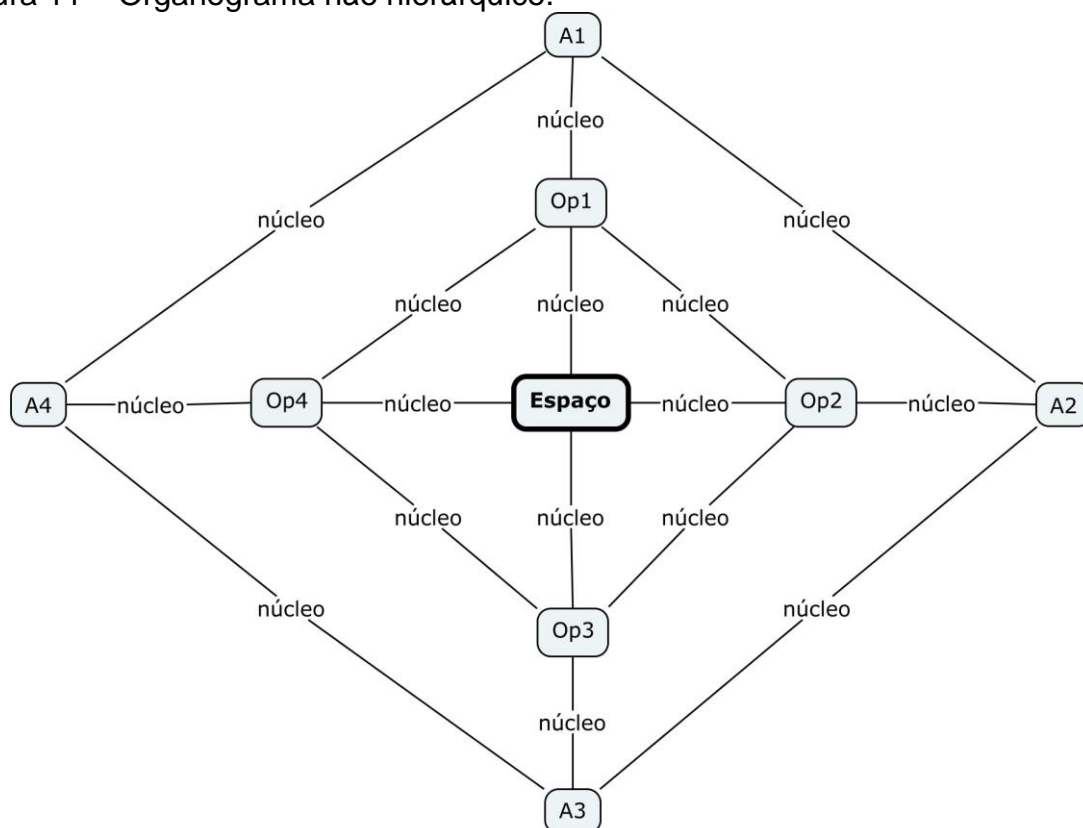 Organograma não hierárquico.
A1
núcleo
Op1
núcleo núcleo
núcleo núcleo núcleo
A4 núcleo Op4 núcleo Espaço núcleo Op2 núcleo A2
núcleo núcleo núcleo
núcleo núcleo
Op3
núcleo
A3